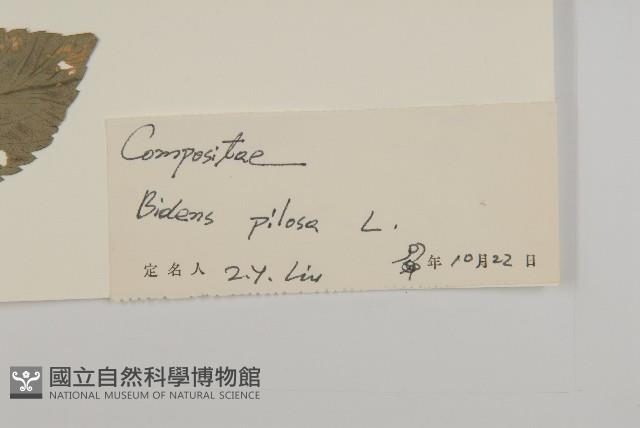 Compositae
Bidens pilosa L.
定名人 Z.Y. Liu 年10月22日
國立自然科學博物館
NATIONAL MUSEUM OF NATURAL SCIENCE